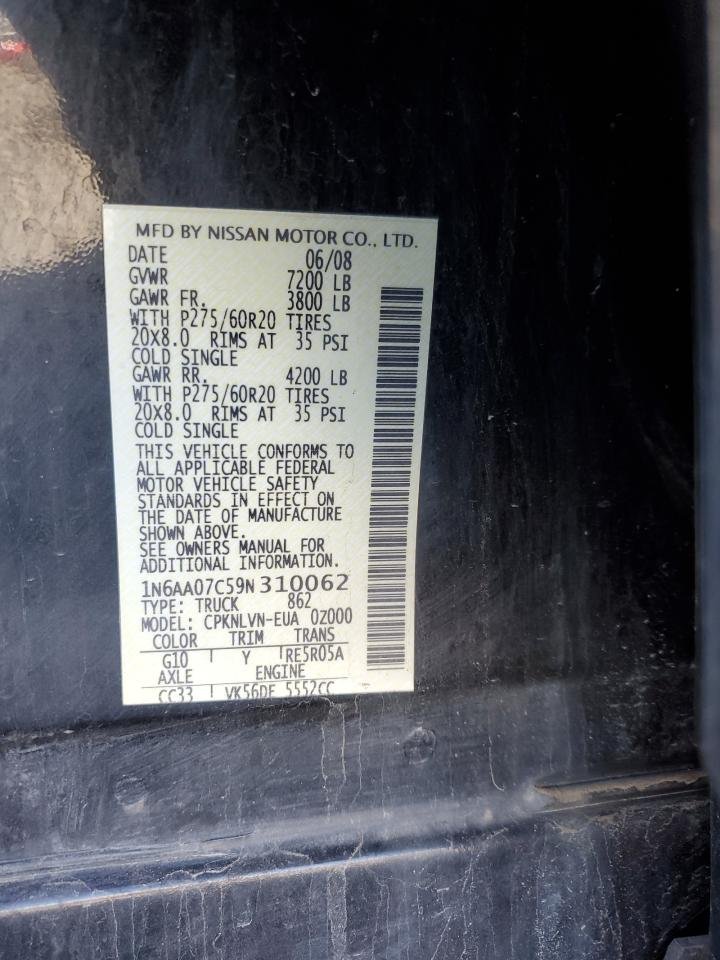 MFD BY NISSAN MOTOR CO., LTD.
DATE 06/08
GVWR 7200 LB
GAWR FR. 3800 LB
WITH P275/60R20 TIRES
20X8.0 RIMS AT 35 PSI
COLD SINGLE
GAWR RR. 4200 LB
WITH P275/60R20 TIRES
20X8.0 RIMS AT 35 PSI
COLD SINGLE
THIS VEHICLE CONFORMS TO
ALL APPLICABLE FEDERAL
MOTOR VEHICLE SAFETY
STANDARDS IN EFFECT ON
THE DATE OF MANUFACTURE
SHOWN ABOVE.
SEE OWNERS MANUAL FOR
ADDITIONAL INFORMATION.
1N6AA07C59N310062
TYPE: TRUCK 862
MODEL: CPKNLVN-EUA 0Z000
COLOR TRIM TRANS
G10 Y RE5R05A
AXLE ENGINE
CC33 VK56DE 5552CC